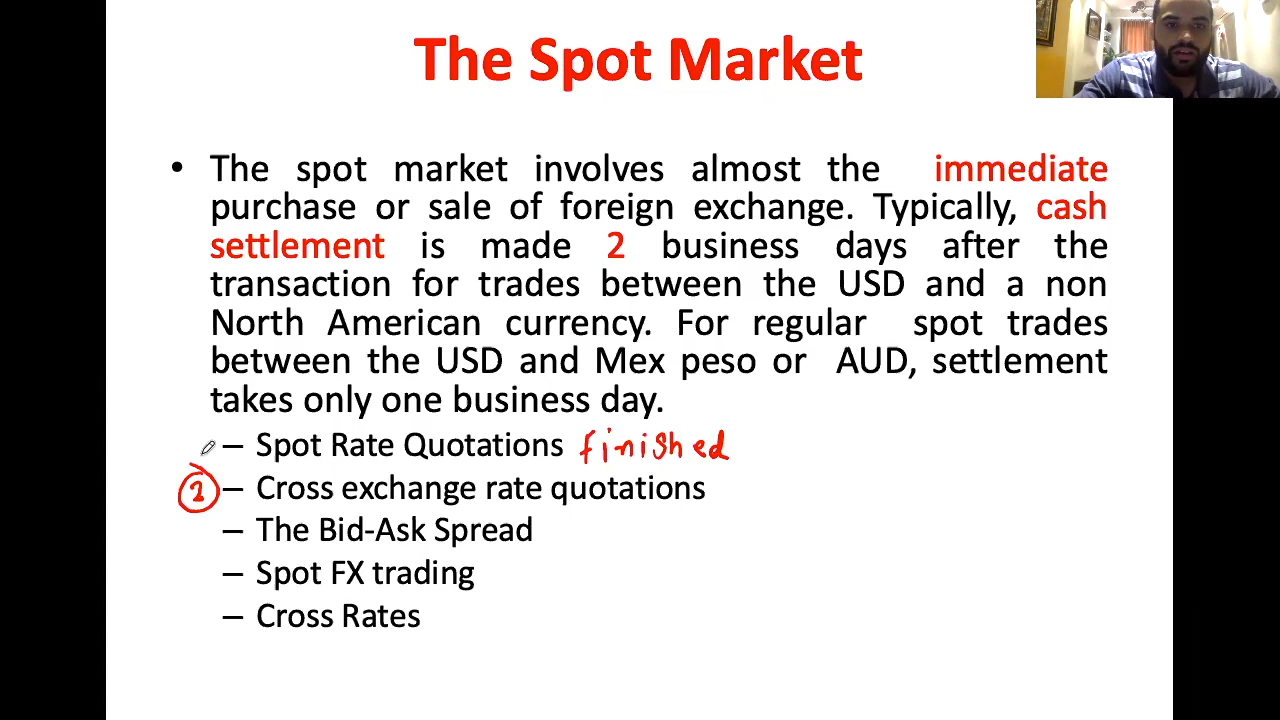 The Spot Market
• The spot market involves almost the immediate
purchase or sale of foreign exchange. Typically, cash
settlement is made 2 business days after the
transaction for trades between the USD and a non
North American currency. For regular spot trades
between the USD and Mex peso or AUD, settlement
takes only one business day.
– Spot Rate Quotations finished
1 – Cross exchange rate quotations
– The Bid-Ask Spread
– Spot FX trading
– Cross Rates